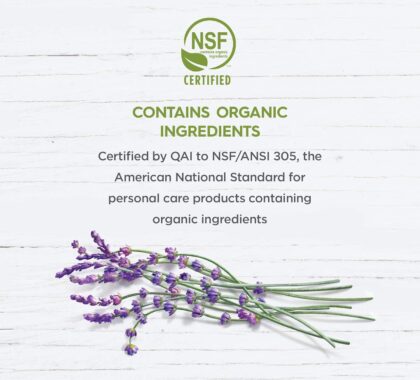 NSF
contains organic
ingredients
CERTIFIED
CONTAINS ORGANIC
INGREDIENTS
Certified by QAI to NSF/ANSI 305, the
American National Standard for
personal care products containing
organic ingredients